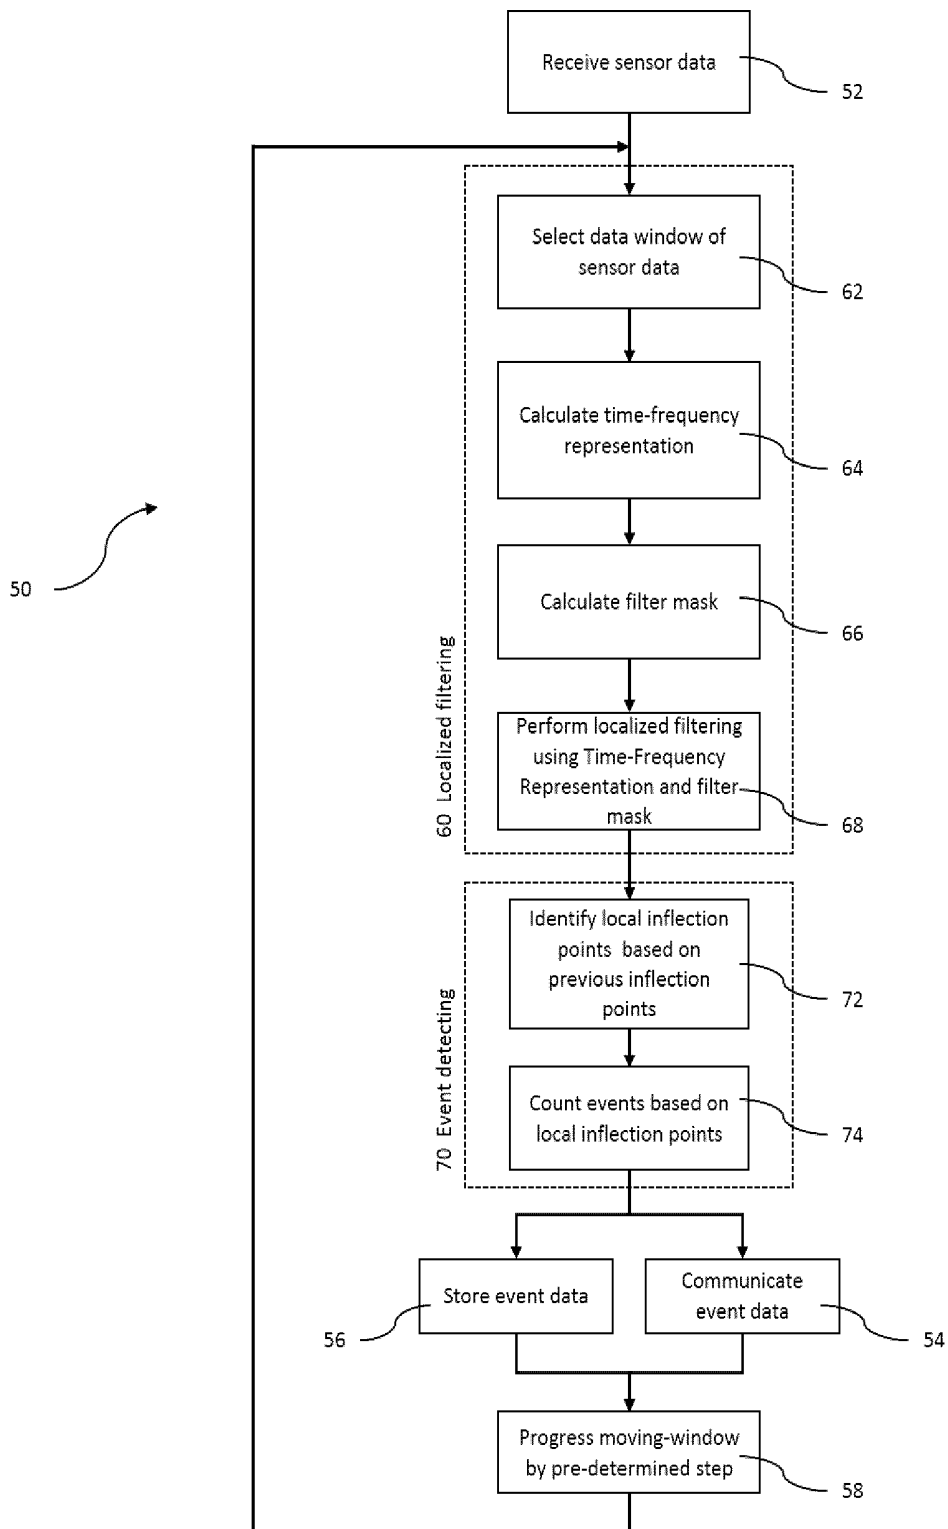 Receive sensor data
52
Select data window of
sensor data
62
Calculate time-frequency
representation
64
50
Calculate filter mask
66
60 Localized filtering
Perform localized filtering
using Time-Frequency
Representation and filter
mask
68
Identify local inflection
points based on
previous inflection
points
72
70 Event detecting
Count events based on
local inflection points
74
Store event data
56
Communicate
event data
54
Progress moving-window
by pre-determined step
58